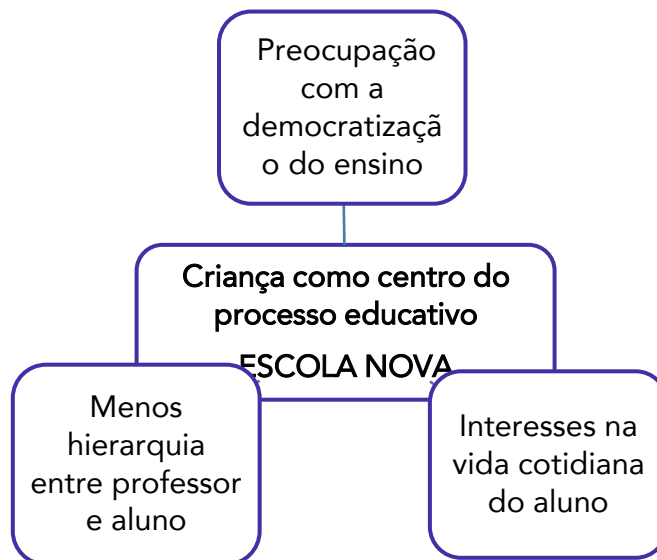 Preocupação
com a
democratizaçã
o do ensino
Criança como centro do
processo educativo
ESCOLA NOVA
Menos
hierarquia
entre professor
e aluno
Interesses na
vida cotidiana
do aluno